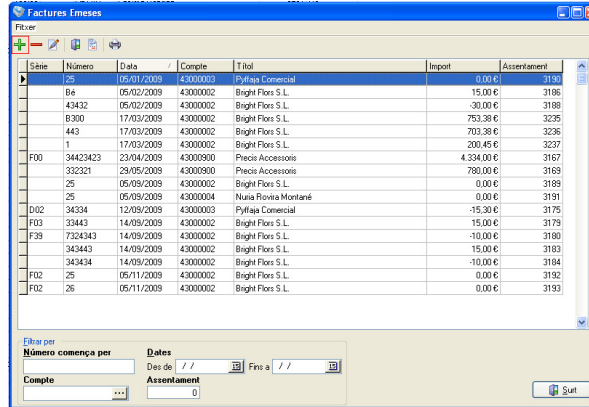 Factures Emeses
Fitxer
Sèrie Número Data / Compte Títol Import Assentament
25 05/01/2009 43000003 Pyffaja Comercial 0,00 € 3190
Bé 05/02/2009 43000002 Bright Flors S.L. 15,00 € 3186
43432 05/02/2009 43000002 Bright Flors S.L. -30,00 € 3188
B300 17/03/2009 43000002 Bright Flors S.L. 753,38 € 3235
443 17/03/2009 43000002 Bright Flors S.L. 703,38 € 3236
1 17/03/2009 43000002 Bright Flors S.L. 200,45 € 3237
F00 34423423 23/04/2009 43000900 Precis Accessoris 4.334,00 € 3167
332321 29/05/2009 43000900 Precis Accessoris 780,00 € 3169
25 05/09/2009 43000002 Bright Flors S.L. 0,00 € 3189
25 05/09/2009 43000004 Nuria Rovira Montané 0,00 € 3191
D02 34334 12/09/2009 43000003 Pyffaja Comercial -15,30 € 3175
F03 33443 14/09/2009 43000002 Bright Flors S.L. 15,00 € 3179
F39 7324343 14/09/2009 43000002 Bright Flors S.L. -10,00 € 3180
343443 14/09/2009 43000002 Bright Flors S.L. 15,00 € 3183
343434 14/09/2009 43000002 Bright Flors S.L. -10,00 € 3184
F02 25 05/11/2009 43000002 Bright Flors S.L. 0,00 € 3192
F02 26 05/11/2009 43000002 Bright Flors S.L. 0,00 € 3193
Filtrar per
Número comença per Dates
Des de / / 15 Fins a / / 15
Compte Assentament
... 0
Surt